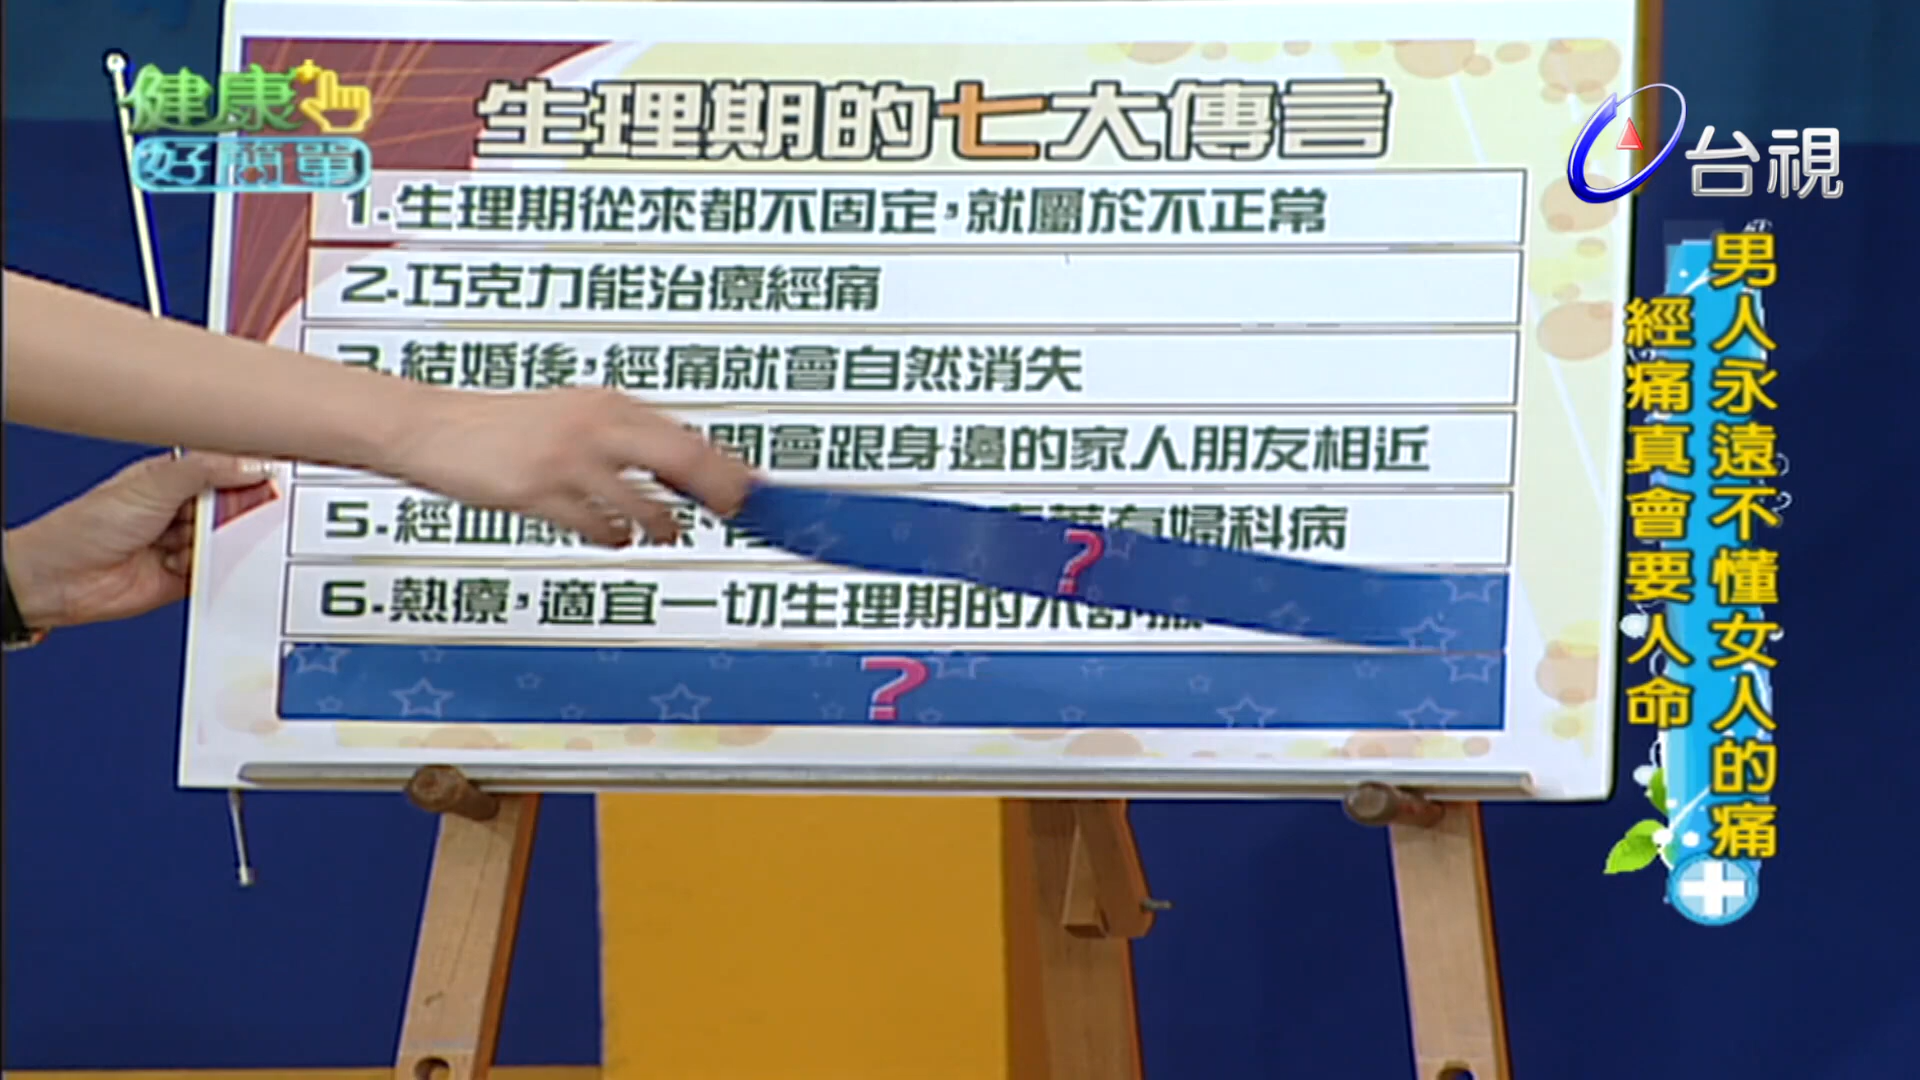 健康
好簡單
台視
生理期的七大傳言
1.生理期從來都不固定,就屬於不正常
2.巧克力能治療經痛
3.結婚後,經痛就會自然消失
間會跟身邊的家人朋友相近
5.經血顏 有婦科病
6.熱療,適宜一切生理期的不舒
?
?
男人永遠不懂女人的痛
經痛真會要人命